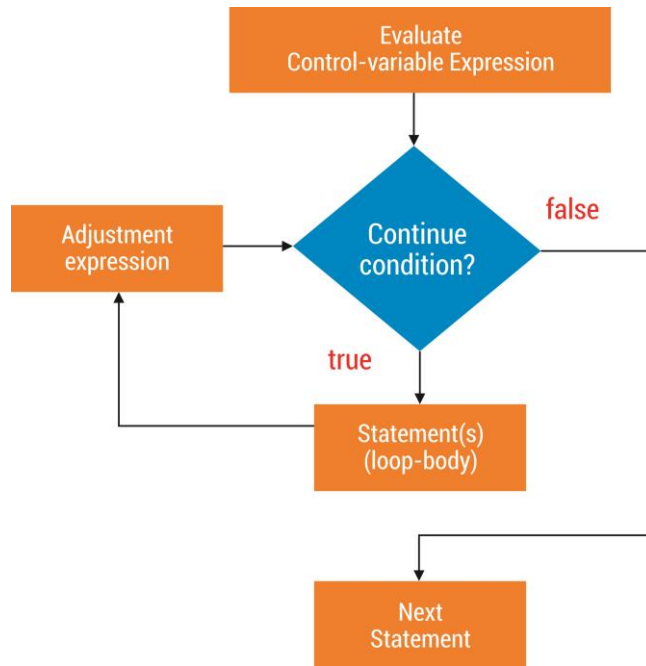 Evaluate
Control-variable Expression
false
Adjustment
expression
Continue
condition?
true
Statement(s)
(loop-body)
Next
Statement